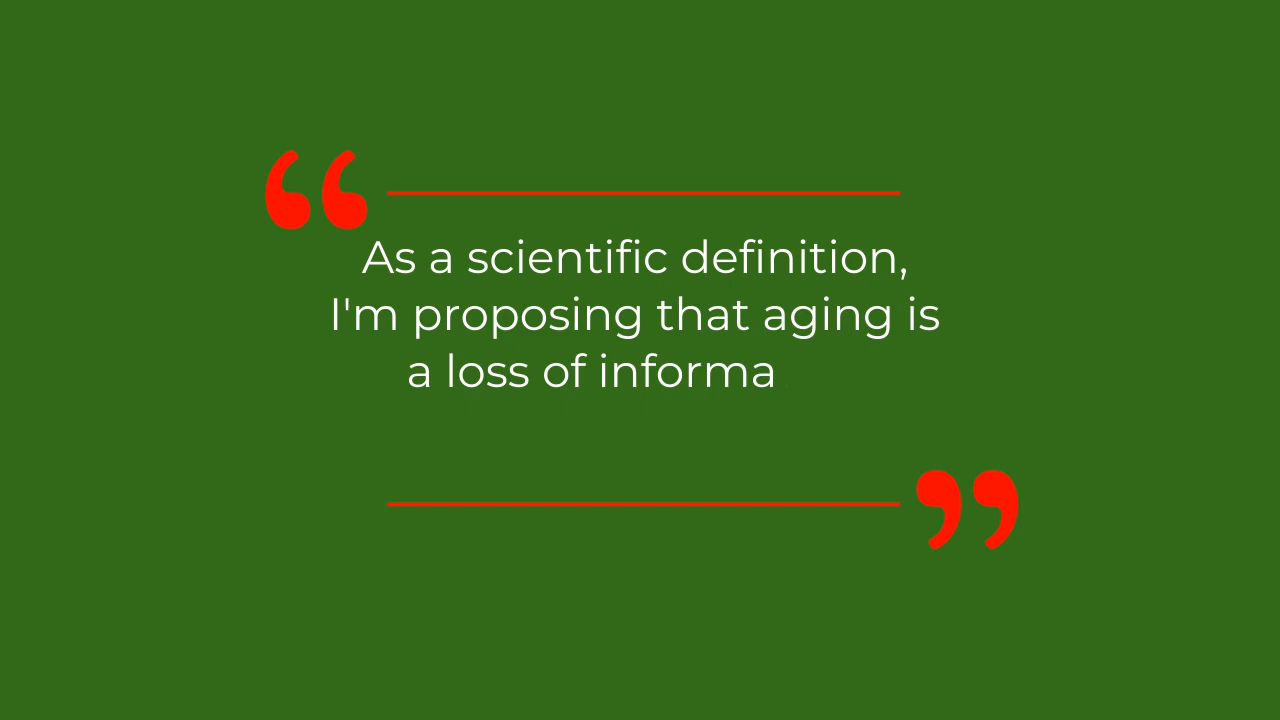 As a scientific definition,
I'm proposing that aging is
a loss of informa